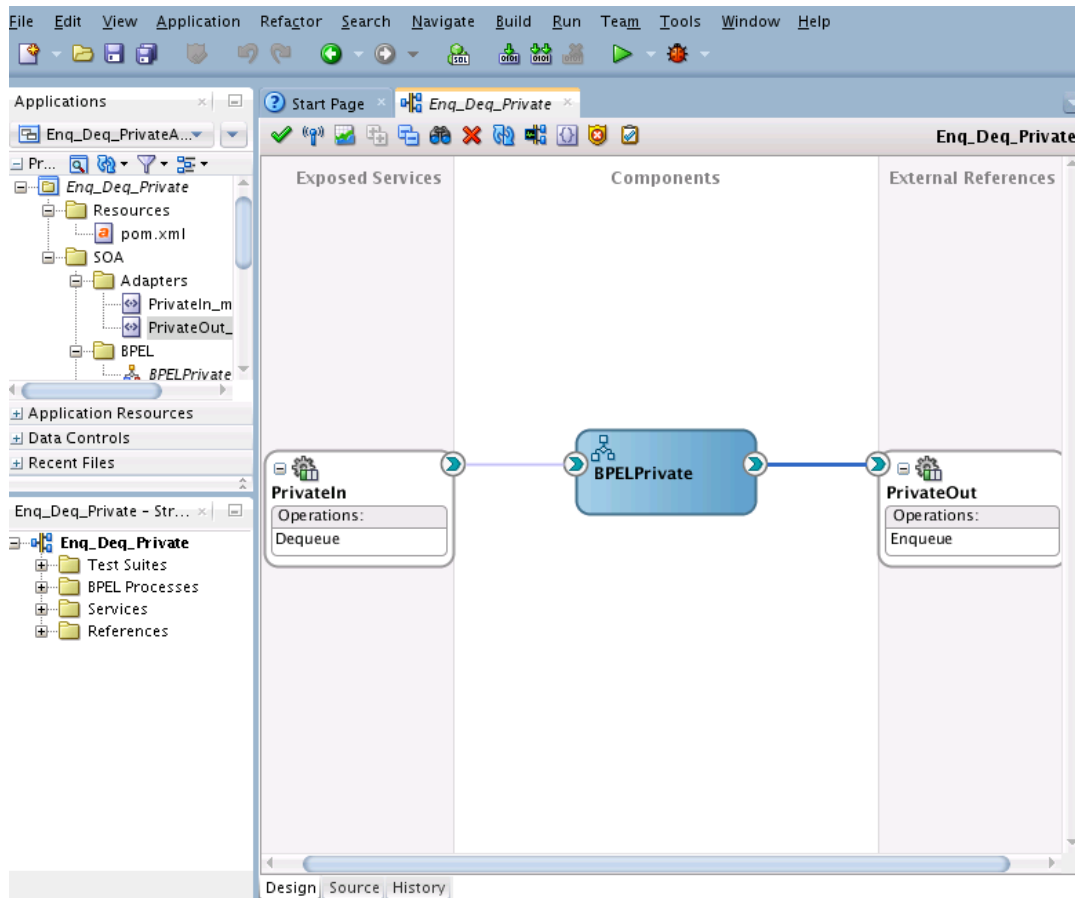 File Edit View Application Refactor Search Navigate Build Run Team Tools Window Help
Applications
Enq_Deq_PrivateA...
Pr...
Enq_Deq_Private
Resources
pom.xml
SOA
Adapters
PrivateIn_m
PrivateOut_
BPEL
BPELPrivate
Application Resources
Data Controls
Recent Files
Enq_Deq_Private - Str...
Enq_Deq_Private
Test Suites
BPEL Processes
Services
References
Start Page Enq_Deq_Private
Enq_Deq_Private
Exposed Services Components External References
PrivateIn
Operations:
Dequeue
BPELPrivate
PrivateOut
Operations:
Enqueue
Design Source History